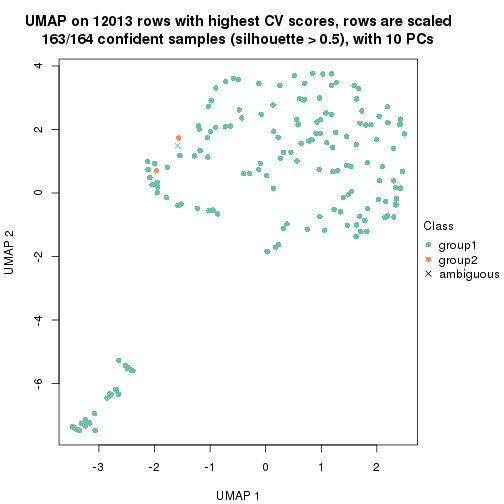 UMAP on 12013 rows with highest CV scores, rows are scaled
163/164 confident samples (silhouette > 0.5), with 10 PCs
4
2
0
-2
-4
-6
UMAP 2
-3
-2
-1
0
1
2
UMAP 1
Class
group1
group2
ambiguous